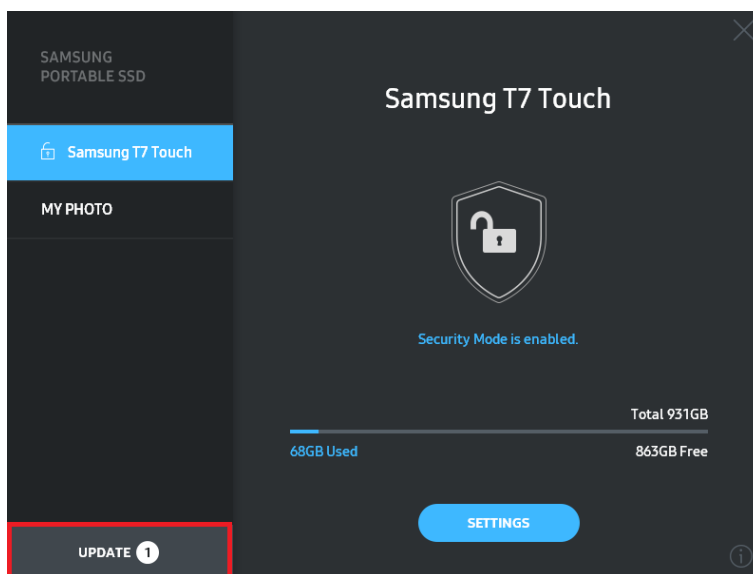 SAMSUNG
PORTABLE SSD
Samsung T7 Touch
MY PHOTO
UPDATE 1
Samsung T7 Touch
Security Mode is enabled.
Total 931GB
68GB Used
863GB Free
SETTINGS